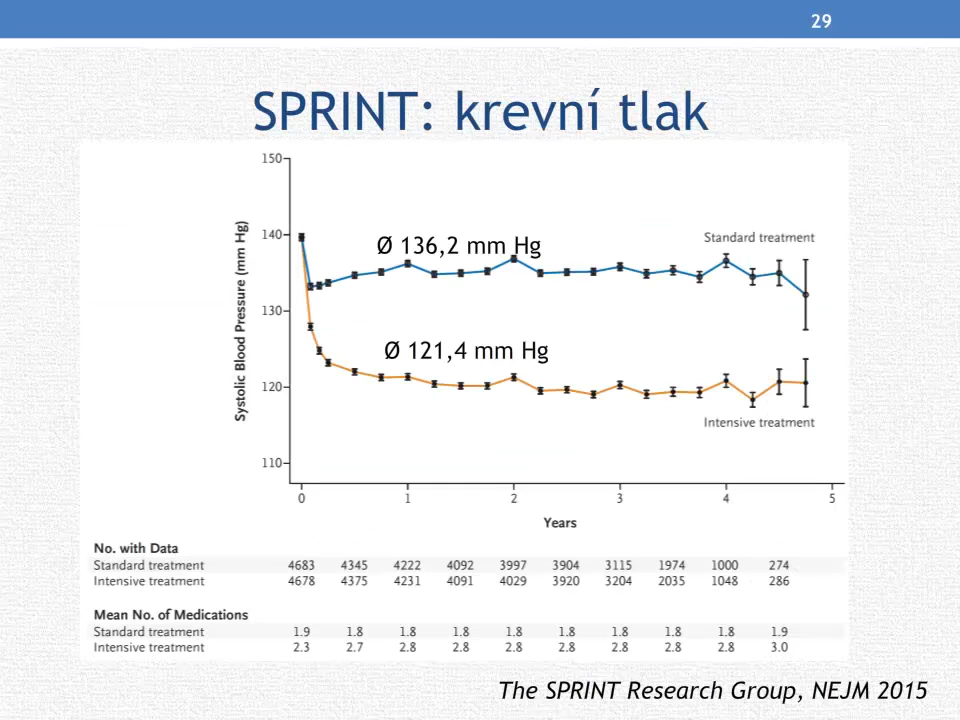 29
SPRINT: krevní tlak
150
140
130
120
110
Systolic Blood Pressure (mm Hg)
Ø 136,2 mm Hg
Standard treatment
Ø 121,4 mm Hg
Intensive treatment
0 1 2 3 4 5
Years
No. with Data
Standard treatment 4683 4345 4222 4092 3997 3904 3115 1974 1000 274
Intensive treatment 4678 4375 4231 4091 4029 3920 3204 2035 1048 286
Mean No. of Medications
Standard treatment 1.9 1.8 1.8 1.8 1.8 1.8 1.8 1.8 1.8 1.9
Intensive treatment 2.3 2.7 2.8 2.8 2.8 2.8 2.8 2.8 2.8 3.0
The SPRINT Research Group, NEJM 2015